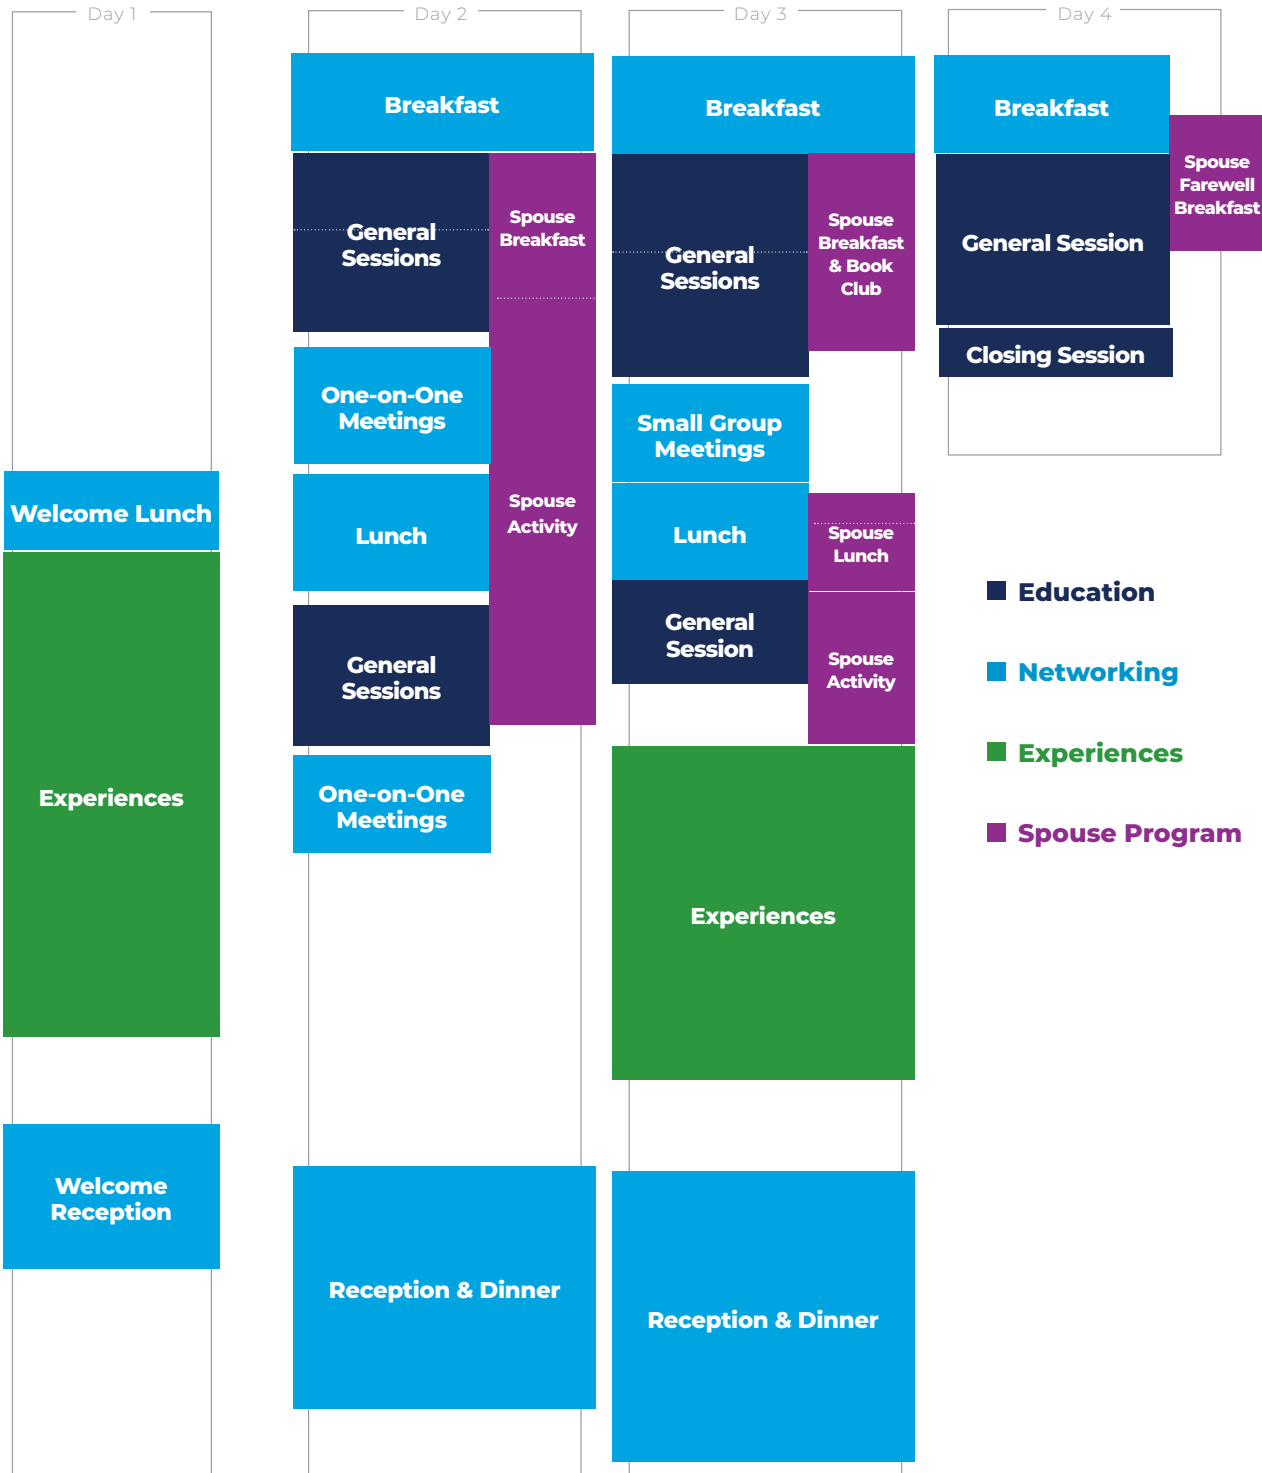 Day 1
Welcome Lunch
Experiences
Welcome
Reception
Day 2
Breakfast
General
Sessions
Spouse
Breakfast
One-on-One
Meetings
Lunch
Spouse
Activity
General
Sessions
One-on-One
Meetings
Reception & Dinner
Day 3
Breakfast
General
Sessions
Spouse
Breakfast
& Book
Club
Small Group
Meetings
Lunch
Spouse
Lunch
General
Session
Spouse
Activity
Experiences
Reception & Dinner
Day 4
Breakfast
Spouse
Farewell
Breakfast
General Session
Closing Session
Education
Networking
Experiences
Spouse Program